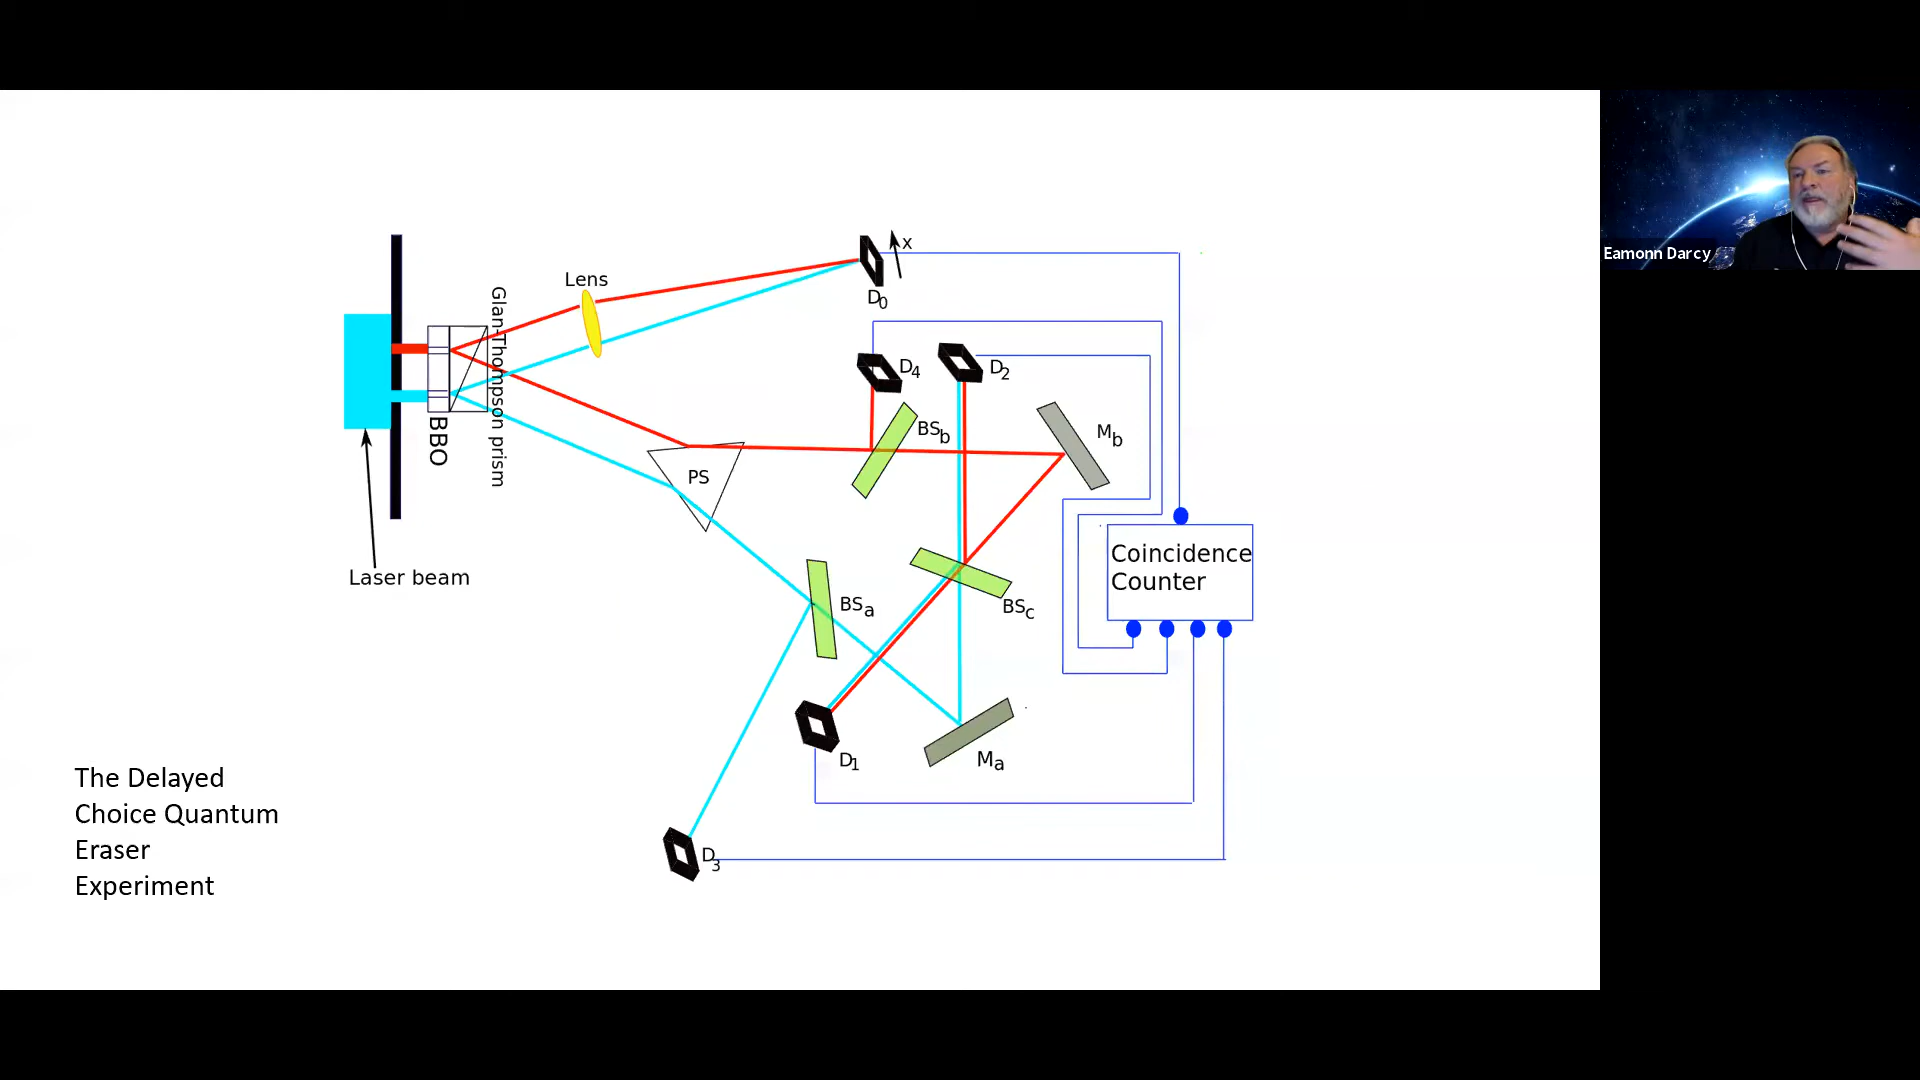 x
Lens
D0
Eamonn Darcy
Glan-Thompson prism
D4
D2
BBO
BSb
Mb
PS
Coincidence
Counter
Laser beam
BSa
BSc
D1
Ma
The Delayed
Choice Quantum
Eraser
Experiment
D3